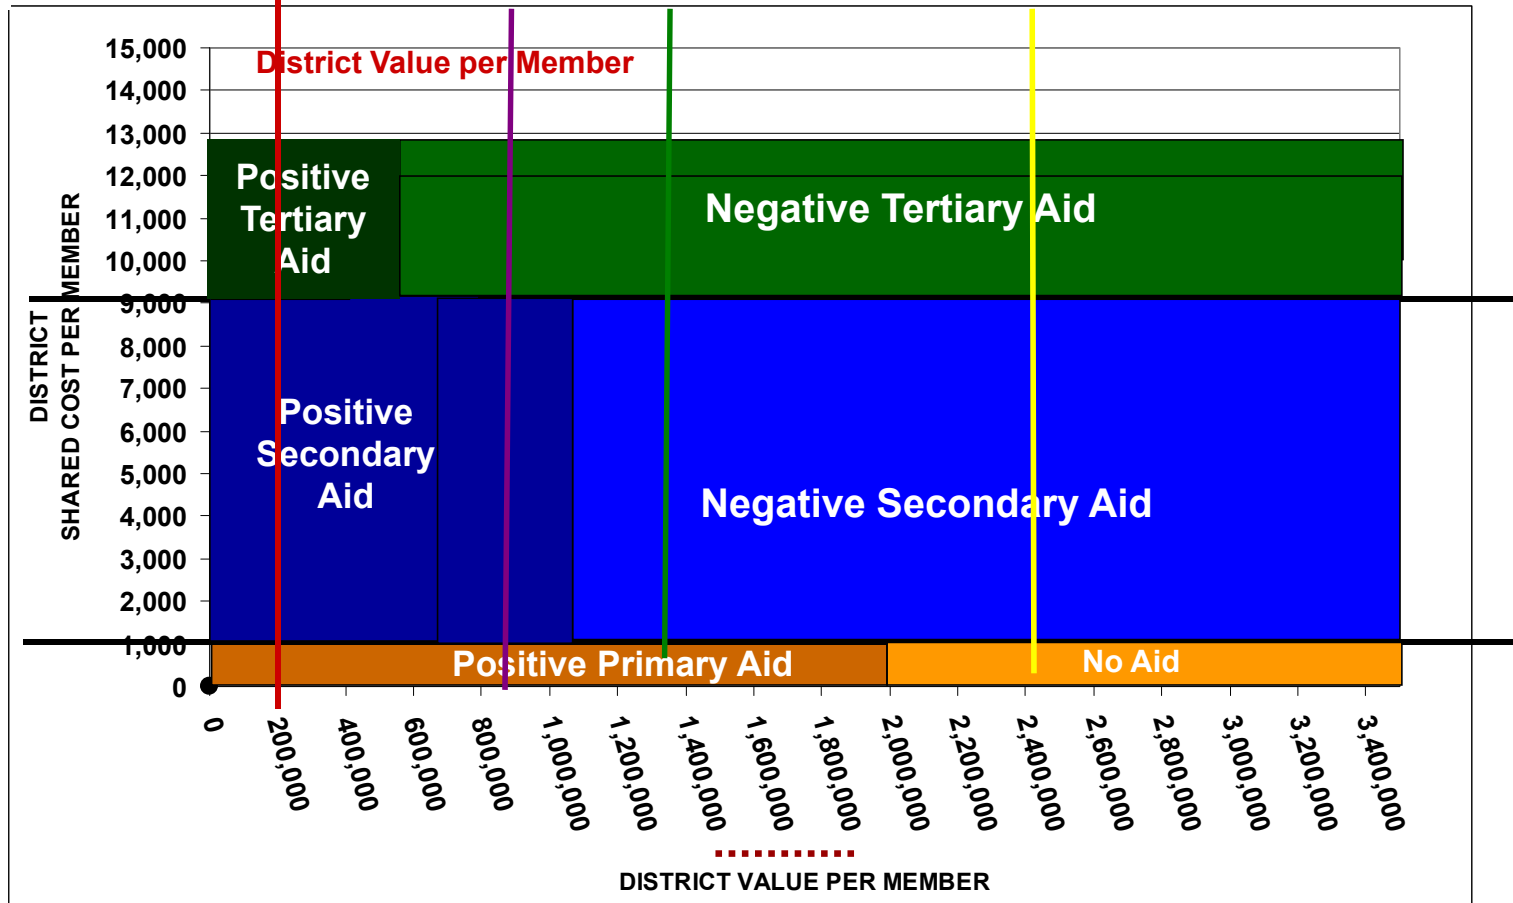 15,000
District Value per Member
14,000
13,000
12,000
11,000
10,000
9,000
8,000
7,000
6,000
5,000
4,000
3,000
2,000
1,000
0
DISTRICT
SHARED COST PER MEMBER
Positive
Tertiary
Aid
Negative Tertiary Aid
Positive
Secondary
Aid
Negative Secondary Aid
Positive Primary Aid
No Aid
0
200,000
400,000
600,000
800,000
1,000,000
1,200,000
1,400,000
1,600,000
1,800,000
2,000,000
2,200,000
2,400,000
2,600,000
2,800,000
3,000,000
3,200,000
3,400,000
DISTRICT VALUE PER MEMBER